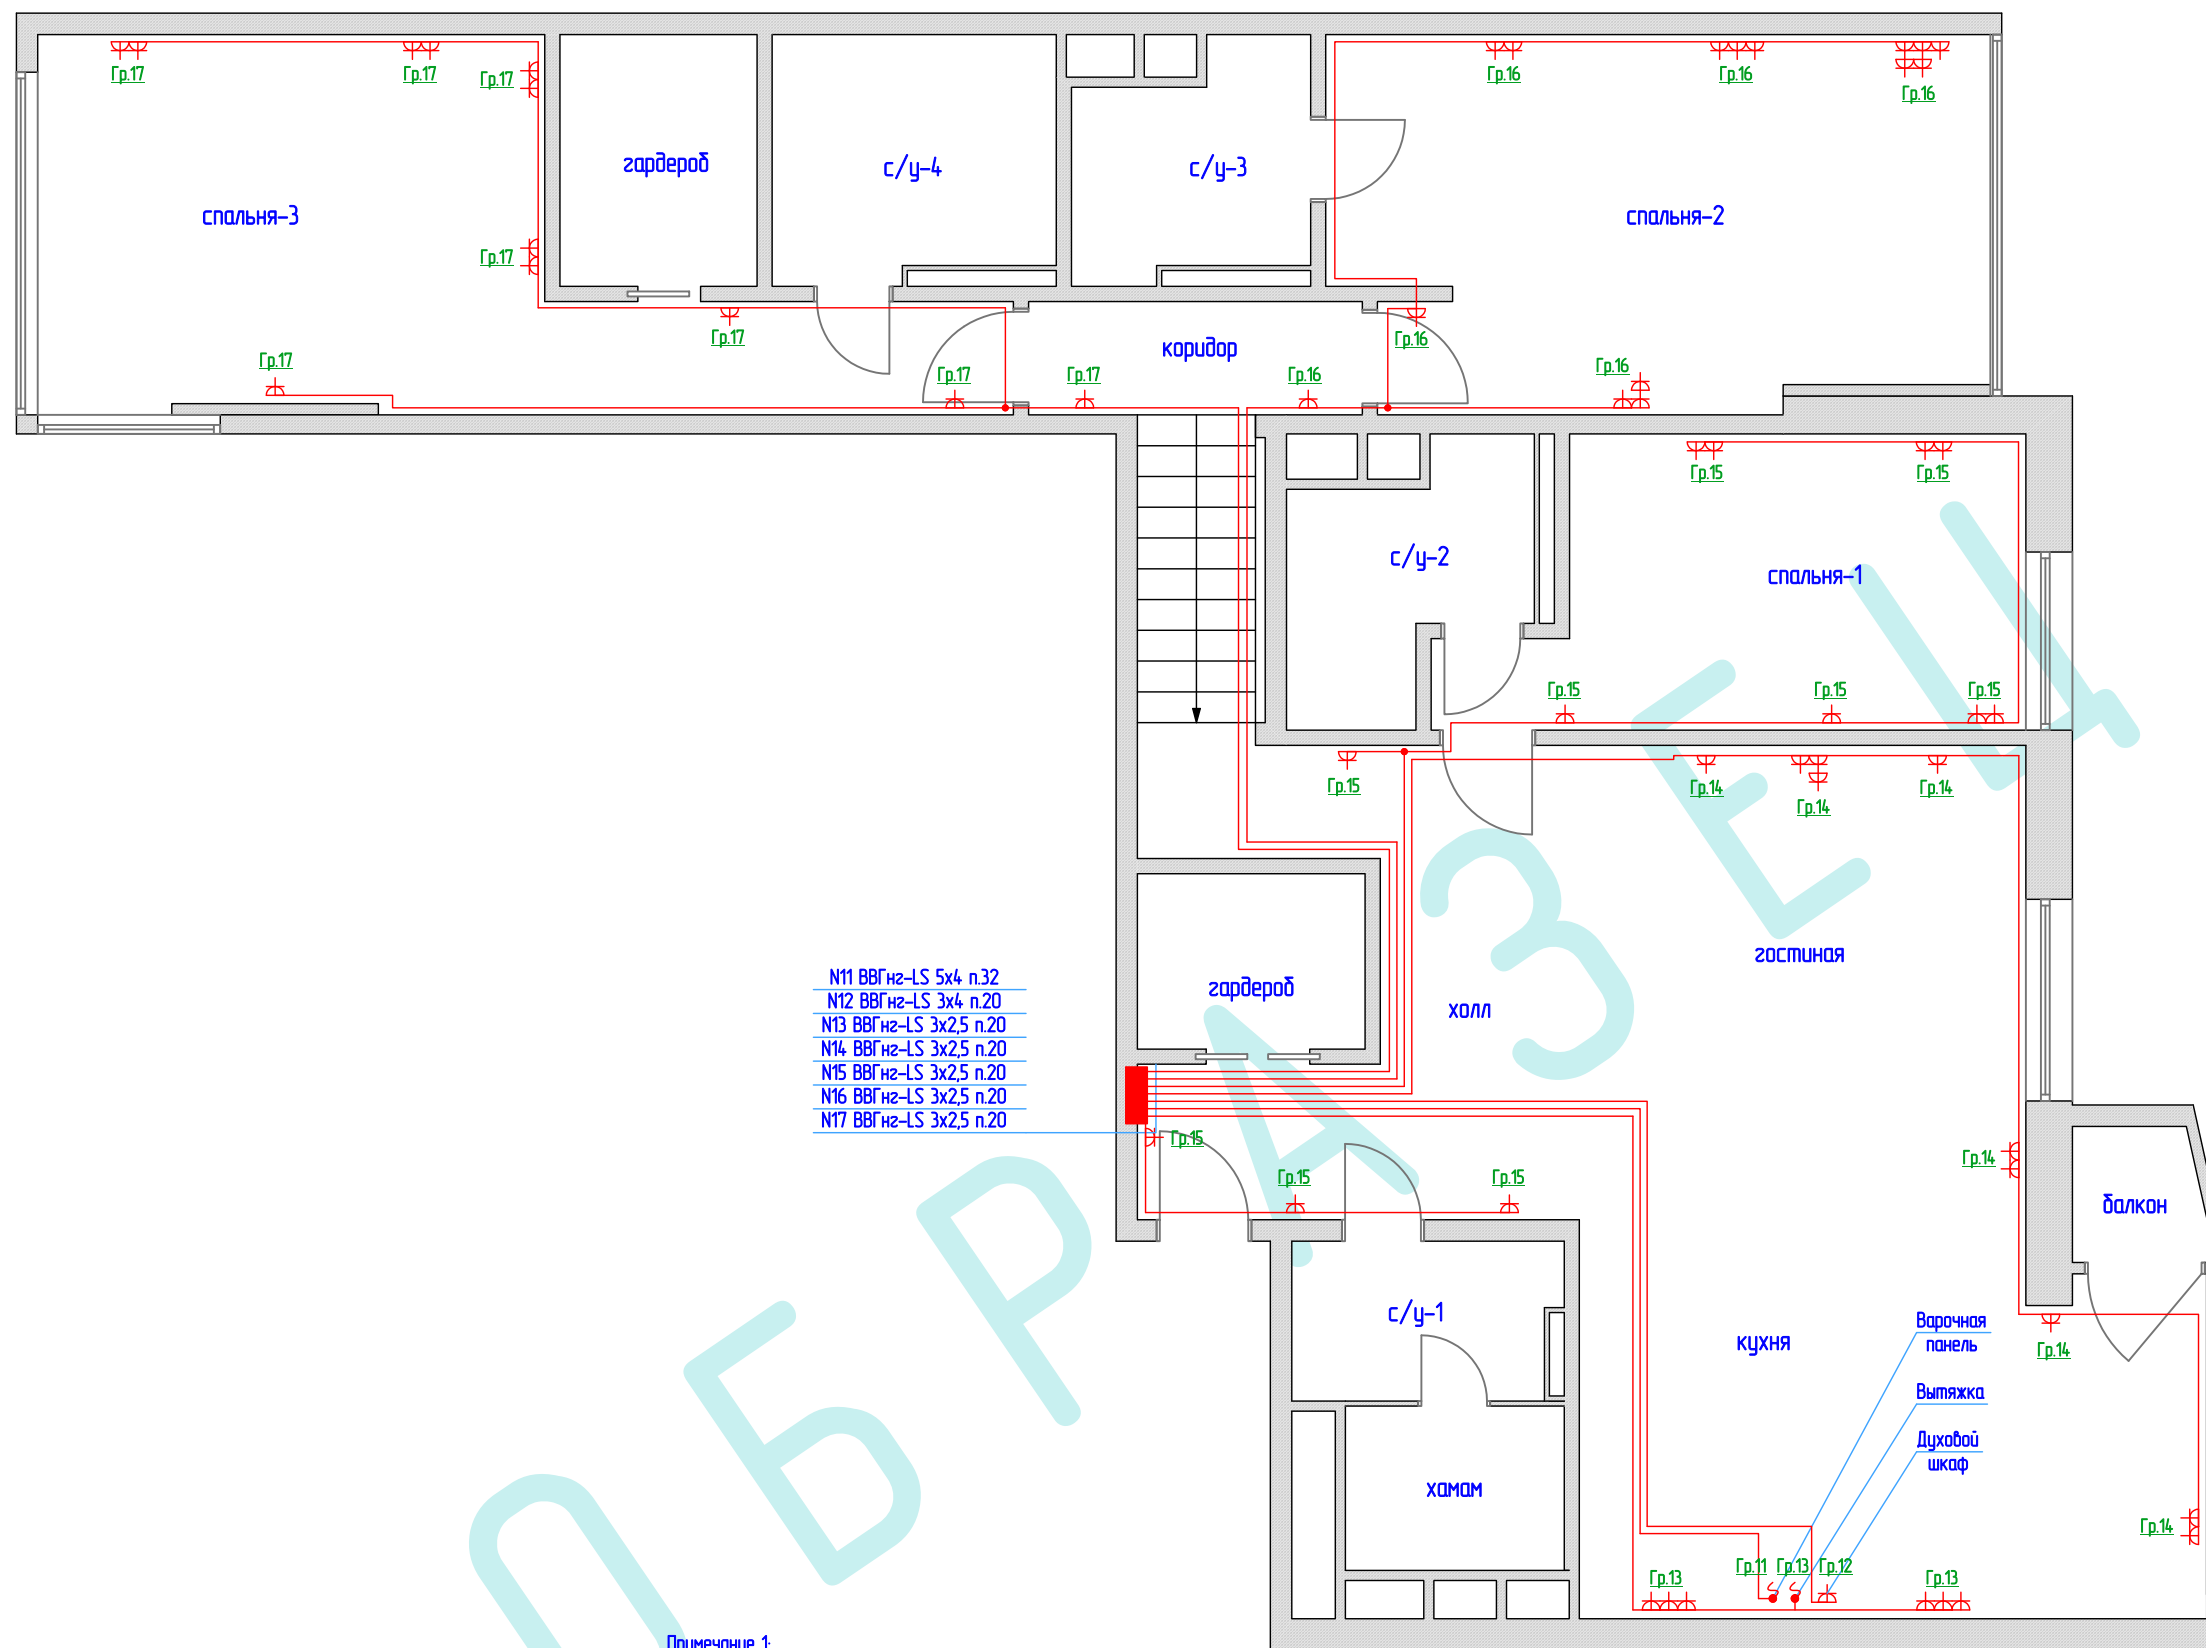 Гр.17
Гр.17
Гр.17
Гр.16
Гр.16
Гр.16
гардероб
с/у-4
с/у-3
спальня-3
спальня-2
Гр.17
Гр.17
Гр.16
коридор
Гр.17
Гр.17
Гр.17
Гр.16
Гр.16
Гр.15
Гр.15
с/у-2
спальня-1
Гр.15
Гр.15
Гр.15
Гр.15
Гр.14
Гр.14
Гр.14
гостиная
гардероб
холл
N11 ВВГнг-LS 5х4 п.32
N12 ВВГнг-LS 3х4 п.20
N13 ВВГнг-LS 3х2,5 п.20
N14 ВВГнг-LS 3х2,5 п.20
N15 ВВГнг-LS 3х2,5 п.20
N16 ВВГнг-LS 3х2,5 п.20
N17 ВВГнг-LS 3х2,5 п.20
Гр.15
Гр.15
Гр.15
Гр.14
балкон
с/у-1
кухня
Варочная
панель
Гр.14
Вытяжка
Духовой
шкаф
хамам
Гр.14
Гр.13
Гр.11
Гр.13
Гр.12
Гр.13
Примечание 1:
ОБРАЗЕЦ